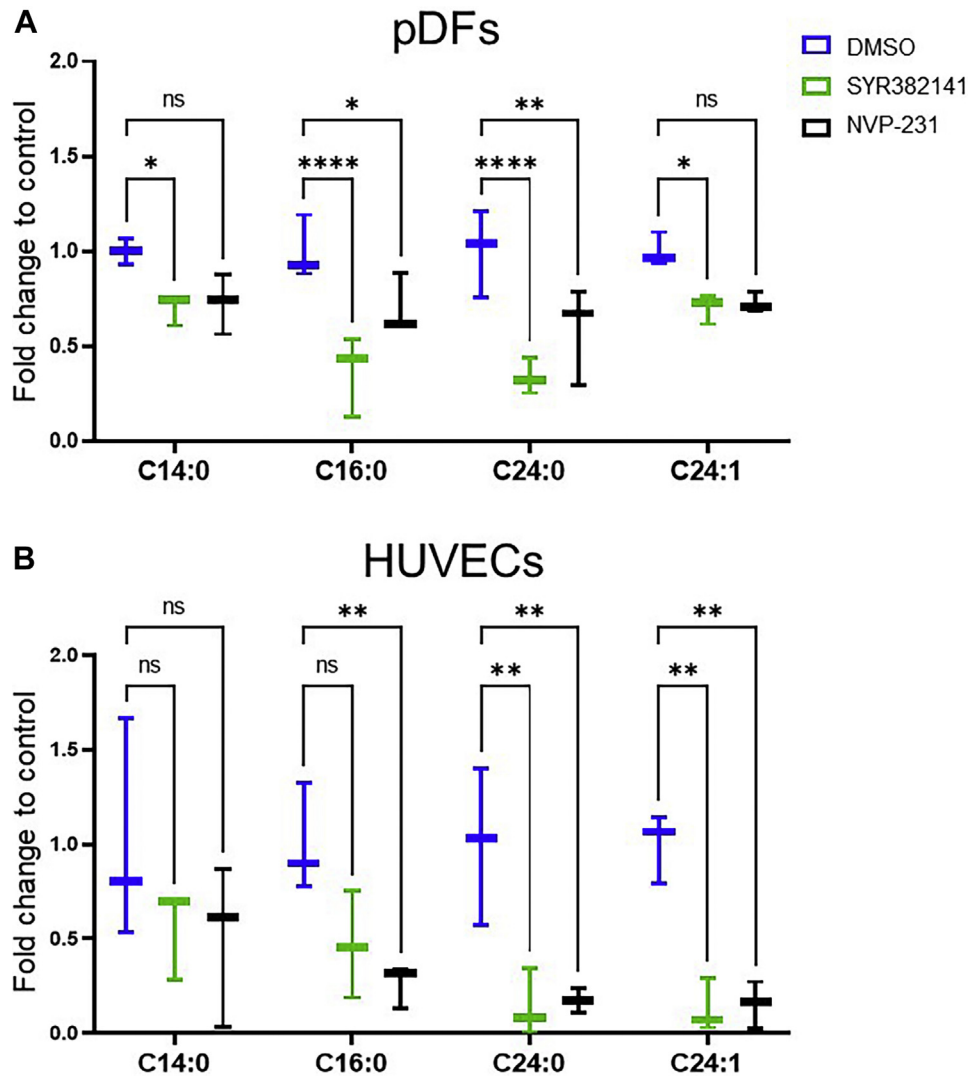 A
pDFs
DMSO
SYR382141
NVP-231
Fold change to control
2.0
1.5
1.0
0.5
0.0
ns
*
**
ns
*
****
****
*
C14:0 C16:0 C24:0 C24:1
B
HUVECs
Fold change to control
2.0
1.5
1.0
0.5
0.0
ns
**
**
**
ns
ns
**
**
C14:0 C16:0 C24:0 C24:1